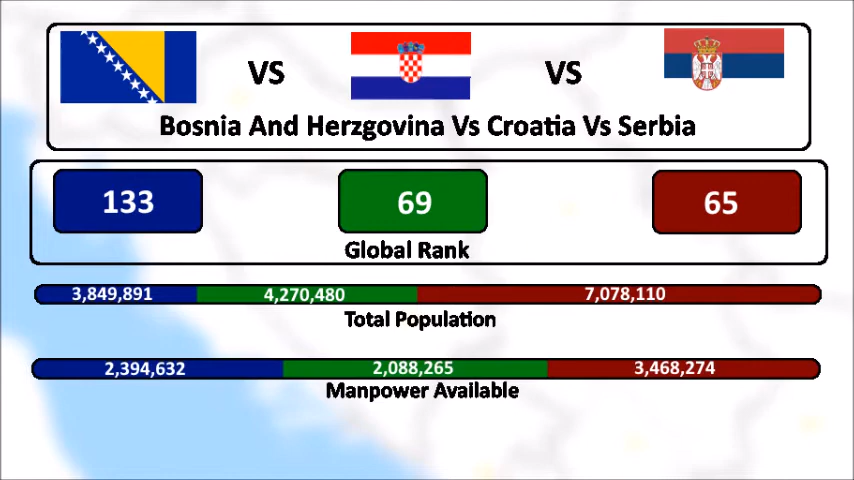 VS VS
Bosnia And Herzgovina Vs Croatia Vs Serbia
133 69 65
Global Rank
3,849,891 4,270,480 7,078,110
Total Population
2,394,632 2,088,265 3,468,274
Manpower Available